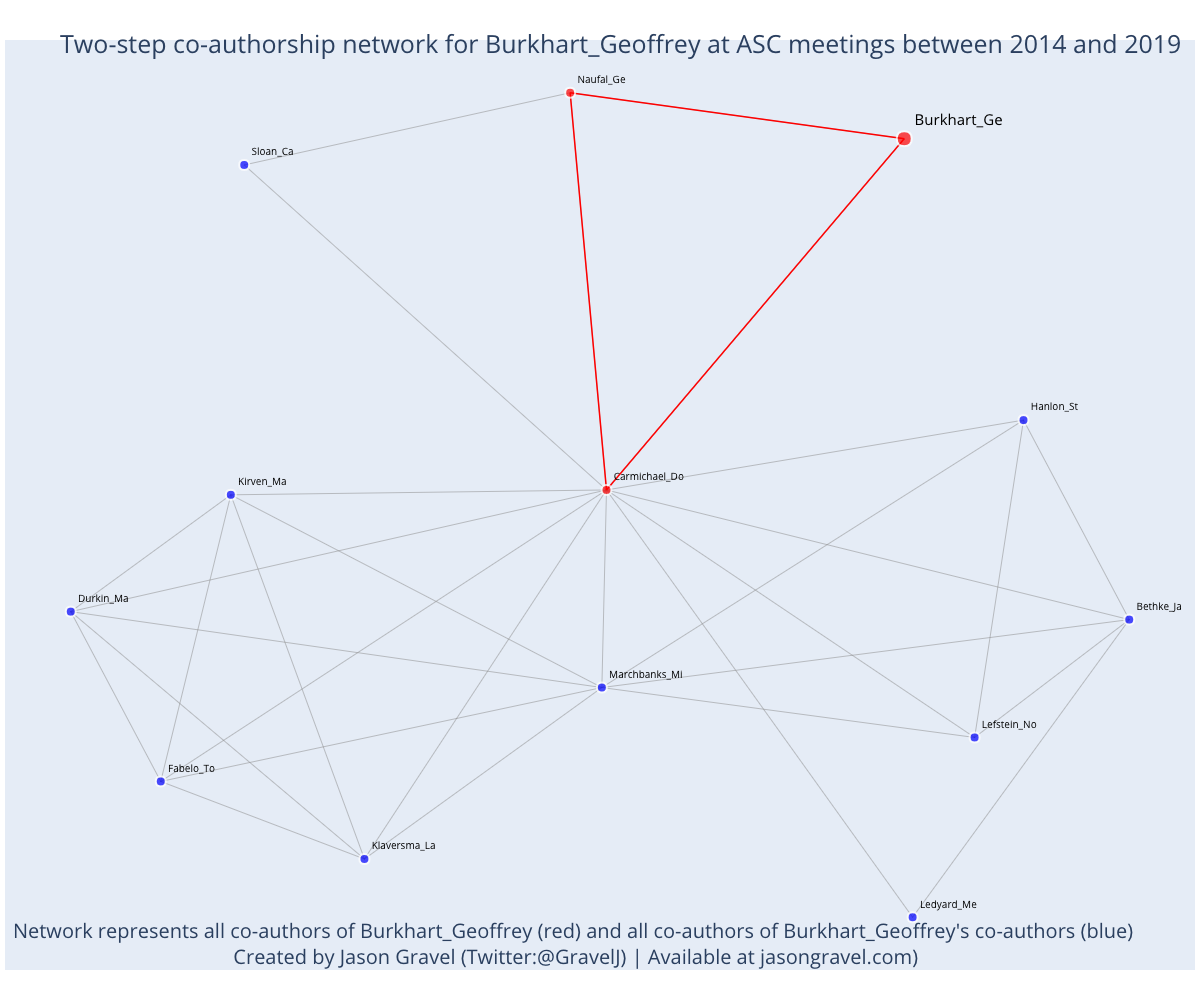 Two-step co-authorship network for Burkhart_Geoffrey at ASC meetings between 2014 and 2019
Naufal_Ge
Burkhart_Ge
Sloan_Ca
Hanlon_St
Carmichael_Do
Kirven_Ma
Durkin_Ma
Bethke_Ja
Marchbanks_Mi
Lefstein_No
Fabelo_To
Klaversma_La
Ledyard_Me
Network represents all co-authors of Burkhart_Geoffrey (red) and all co-authors of Burkhart_Geoffrey's co-authors (blue)
Created by Jason Gravel (Twitter:@GravelJ) | Available at jasongravel.com)